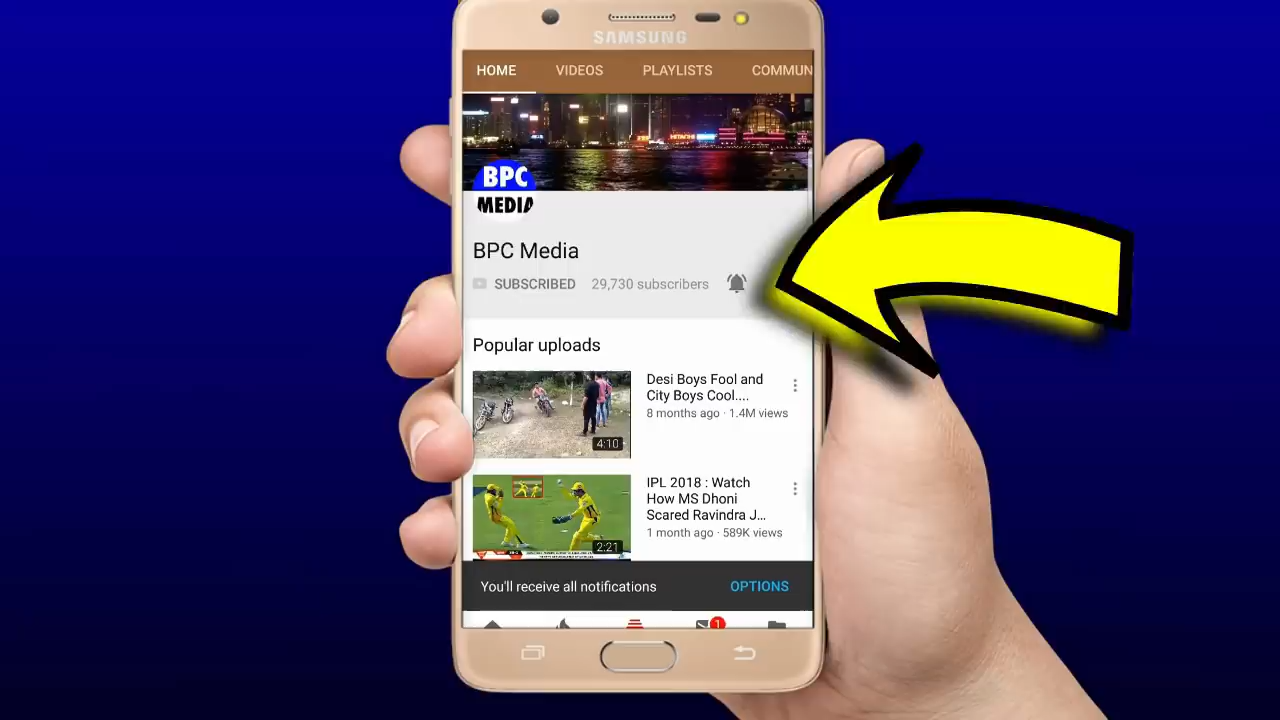 SAMSUNG
HOME VIDEOS PLAYLISTS COMMUN
HITACHI
BPC
MEDIA
BPC Media
SUBSCRIBED 29,730 subscribers
Popular uploads
Desi Boys Fool and
City Boys Cool....
8 months ago · 1.4M views
4:10
IPL 2018 : Watch
How MS Dhoni
Scared Ravindra J...
1 month ago · 589K views
2:21
You'll receive all notifications OPTIONS
1